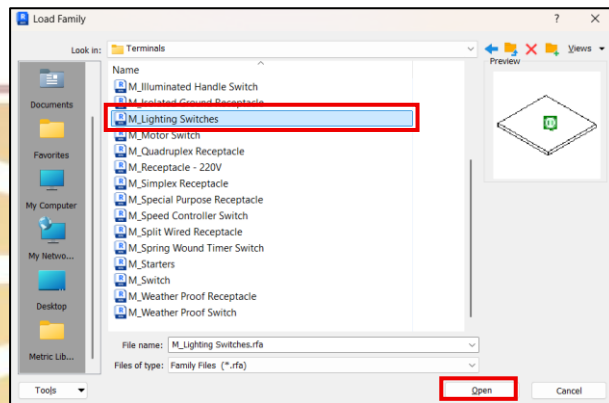 Load Family
? X
Look in: Terminals
Views
Preview
Name
M_Illuminated Handle Switch
M_Isolated Ground Receptacle
M_Lighting Switches
M_Motor Switch
M_Quadruplex Receptacle
M_Receptacle - 220V
M_Simplex Receptacle
M_Special Purpose Receptacle
M_Speed Controller Switch
M_Split Wired Receptacle
M_Spring Wound Timer Switch
M_Starters
M_Switch
M_Weather Proof Receptacle
M_Weather Proof Switch
Documents
Favorites
My Computer
My Netwo...
Desktop
Metric Lib...
File name: M_Lighting Switches.rfa
Files of type: Family Files (*.rfa)
Tools
Open
Cancel